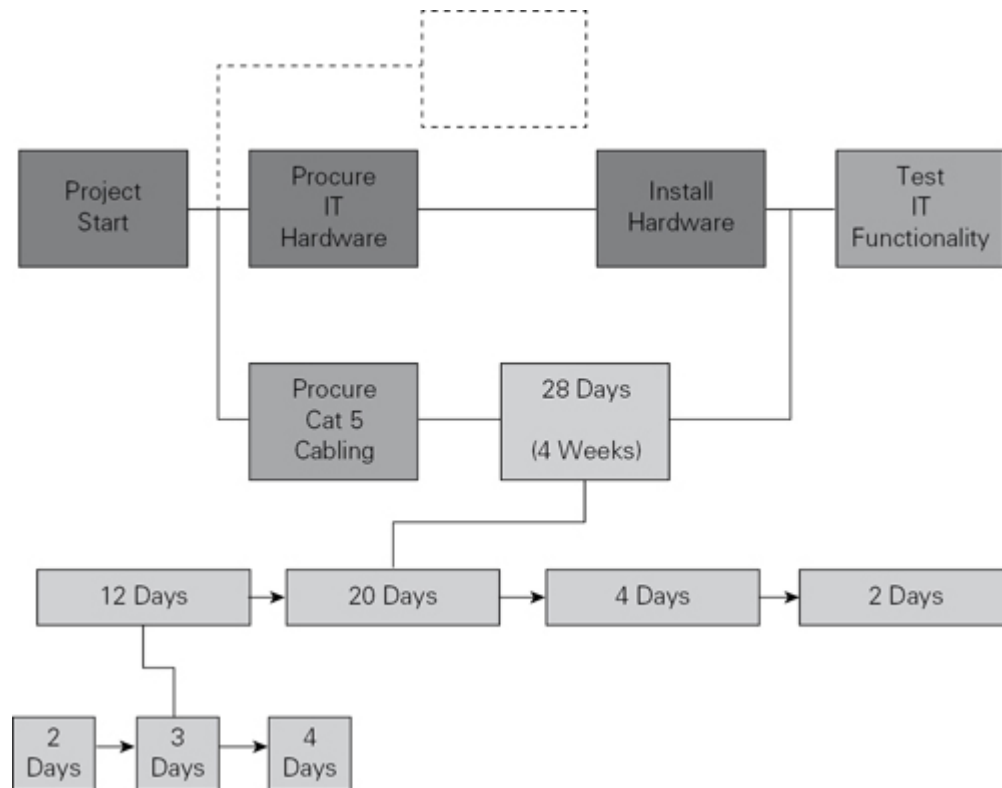 Project
Start
Procure
IT
Hardware
Install
Hardware
Test
IT
Functionality
Procure
Cat 5
Cabling
28 Days
(4 Weeks)
12 Days
20 Days
4 Days
2 Days
2
Days
3
Days
4
Days